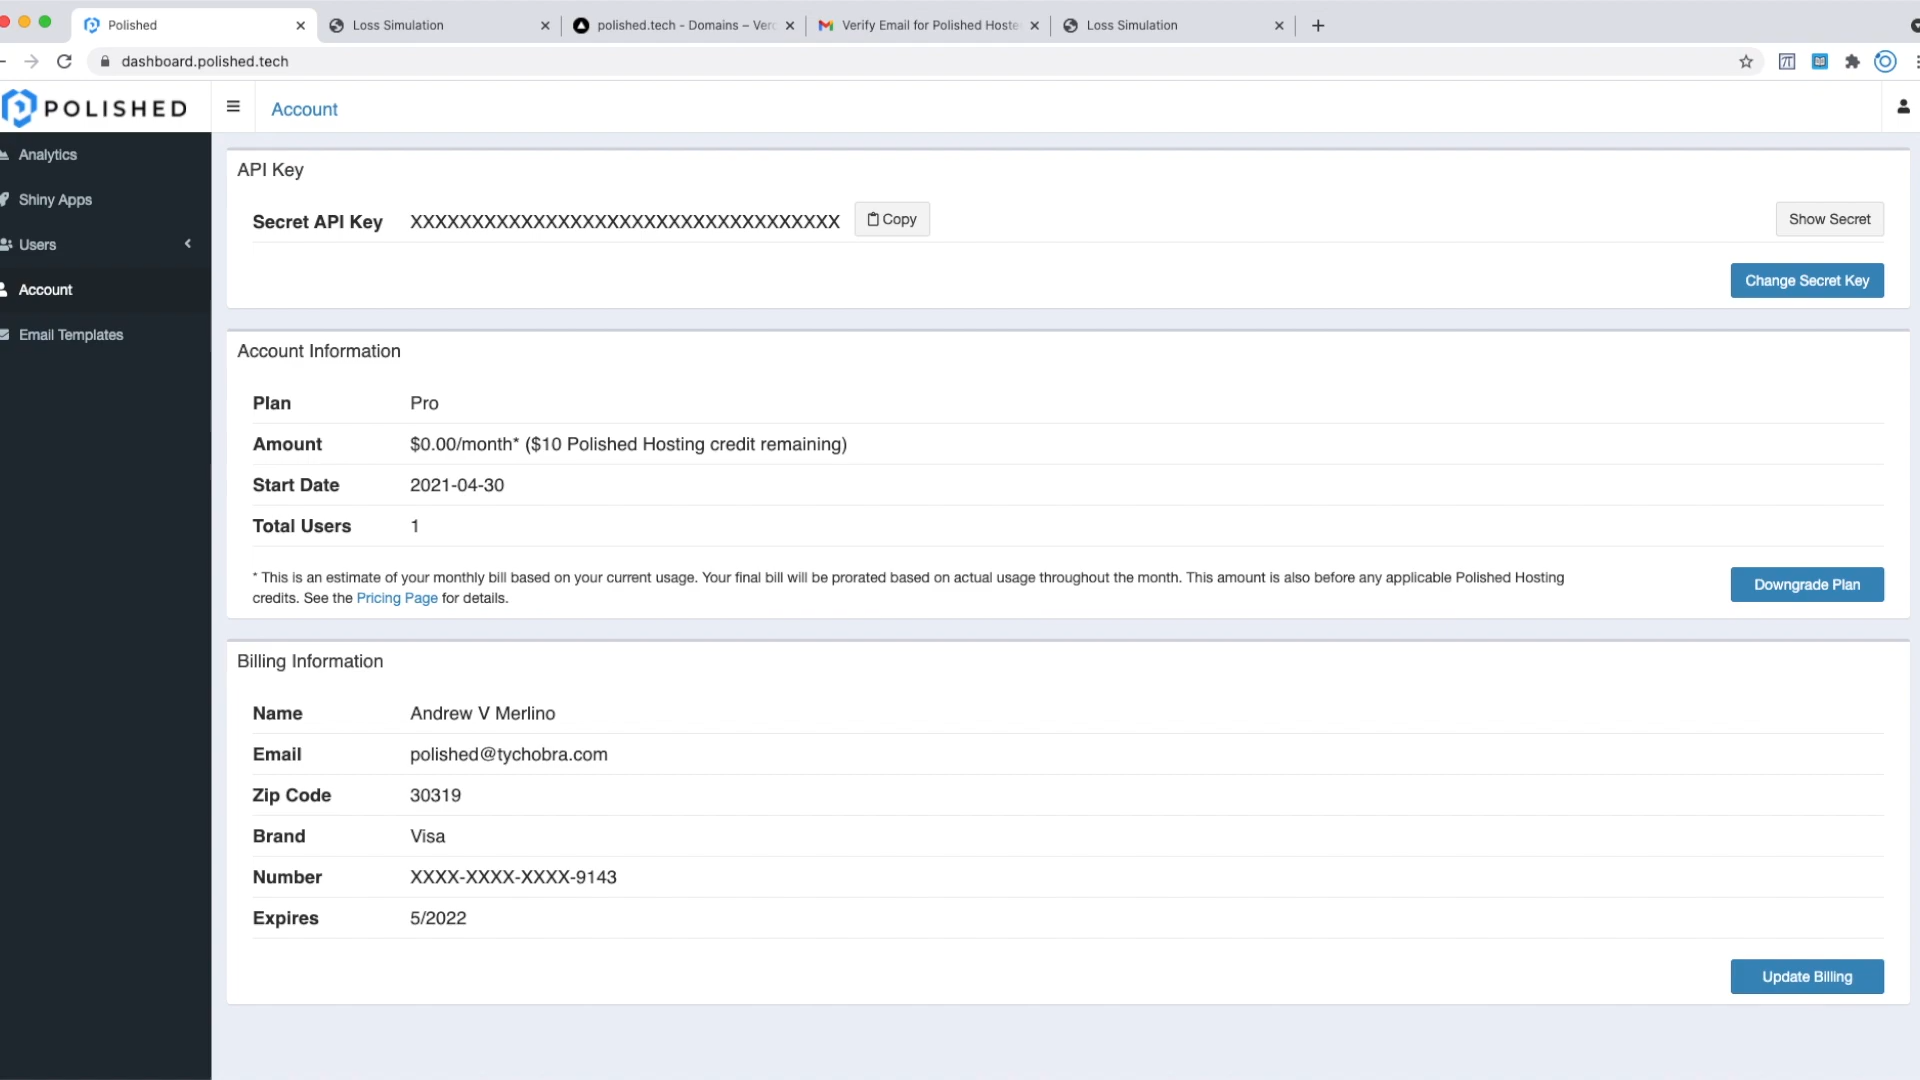 Polished
Loss Simulation
polished.tech - Domains – Verc
Verify Email for Polished Hoste
Loss Simulation
dashboard.polished.tech
POLISHED
Account
Analytics
Shiny Apps
Users
Account
Email Templates
API Key
Secret API Key XXXXXXXXXXXXXXXXXXXXXXXXXXXXXXXXXXX Copy Show Secret
Change Secret Key
Account Information
Plan Pro
Amount $0.00/month* ($10 Polished Hosting credit remaining)
Start Date 2021-04-30
Total Users 1
* This is an estimate of your monthly bill based on your current usage. Your final bill will be prorated based on actual usage throughout the month. This amount is also before any applicable Polished Hosting
credits. See the Pricing Page for details.
Downgrade Plan
Billing Information
Name Andrew V Merlino
Email polished@tychobra.com
Zip Code 30319
Brand Visa
Number XXXX-XXXX-XXXX-9143
Expires 5/2022
Update Billing